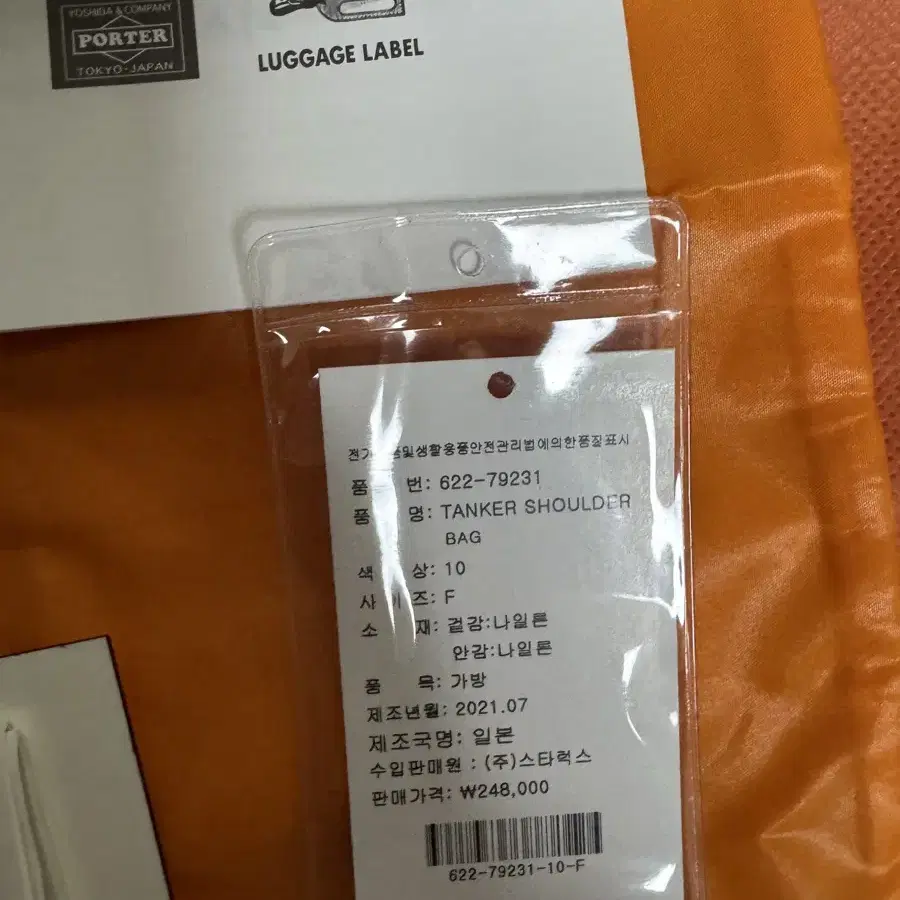 YOSHIDA & COMPANY
PORTER
TOKYO-JAPAN
LUGGAGE LABEL
전기 품및생활용품안전관리법에의한품질표시
품 번: 622-79231
품 명: TANKER SHOULDER
BAG
색 상: 10
사이즈: F
소 재: 겉감:나일론
안감:나일론
품 목: 가방
제조년월: 2021.07
제조국명: 일본
수입판매원 : (주)스타럭스
판매가격: ₩248,000
622-79231-10-F